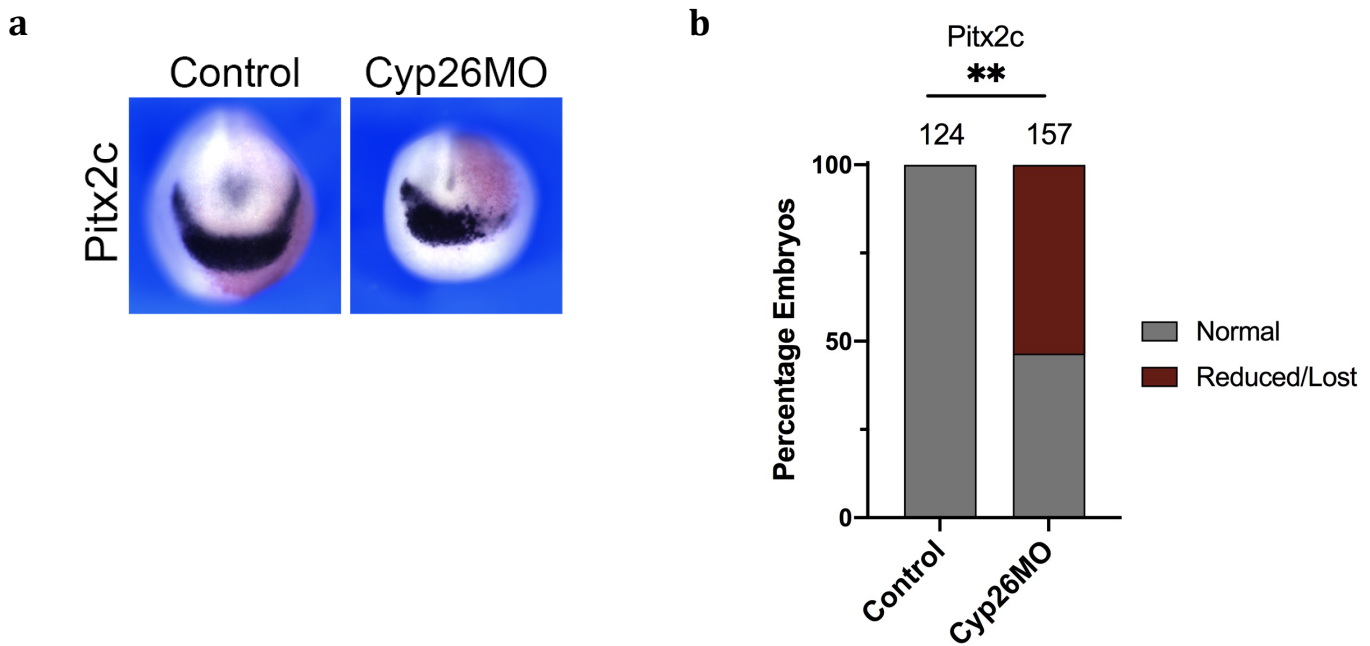 a
Control Cyp26MO
Pitx2c
b
Pitx2c
**
124 157
100
50
0
Percentage Embryos
Control
Cyp26MO
Normal
Reduced/Lost